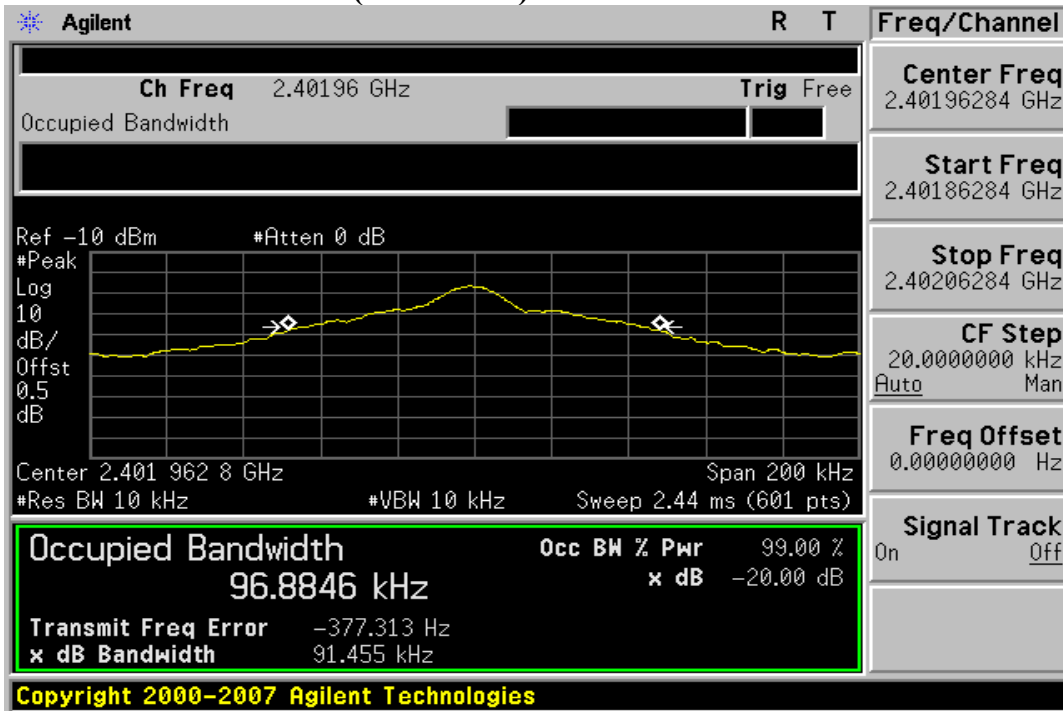 Agilent R T
Ch Freq 2.40196 GHz Trig Free
Occupied Bandwidth
Ref -10 dBm #Atten 0 dB
#Peak
Log
10
dB/
Offst
0.5
dB
Center 2.401 962 8 GHz Span 200 kHz
#Res BW 10 kHz #VBW 10 kHz Sweep 2.44 ms (601 pts)
Occupied Bandwidth Occ BW % Pwr 99.00 %
96.8846 kHz x dB -20.00 dB
Transmit Freq Error -377.313 Hz
x dB Bandwidth 91.455 kHz
Copyright 2000-2007 Agilent Technologies
Freq/Channel
Center Freq
2.40196284 GHz
Start Freq
2.40186284 GHz
Stop Freq
2.40206284 GHz
CF Step
20.0000000 kHz
Auto Man
Freq Offset
0.00000000 Hz
Signal Track
On Off